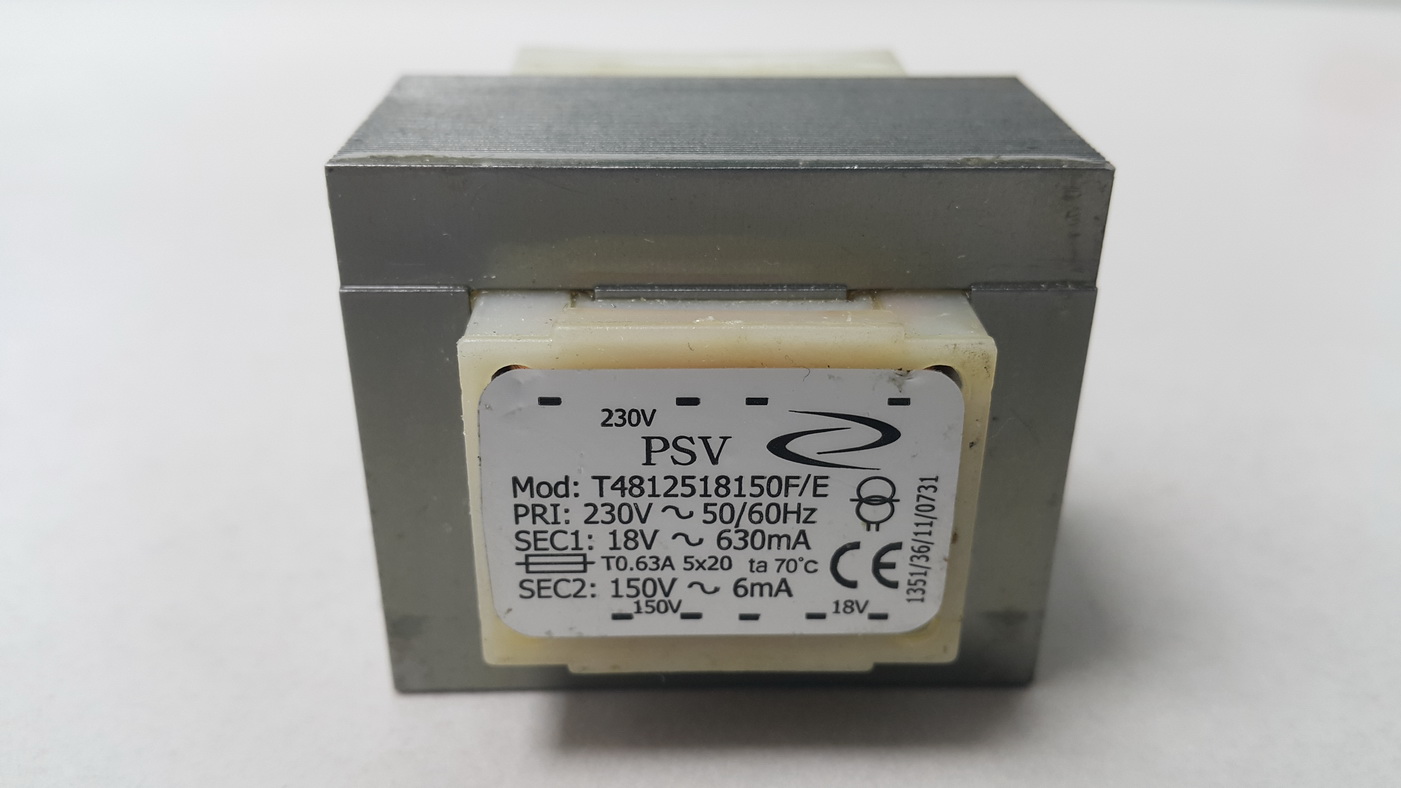 230V
PSV
Mod: T4812518150F/E
PRI: 230V ~ 50/60Hz
SEC1: 18V ~ 630mA
T0.63A 5x20 ta 70°C
SEC2: 150V ~ 6mA
150V 18V
CE
1351/36/11/0731